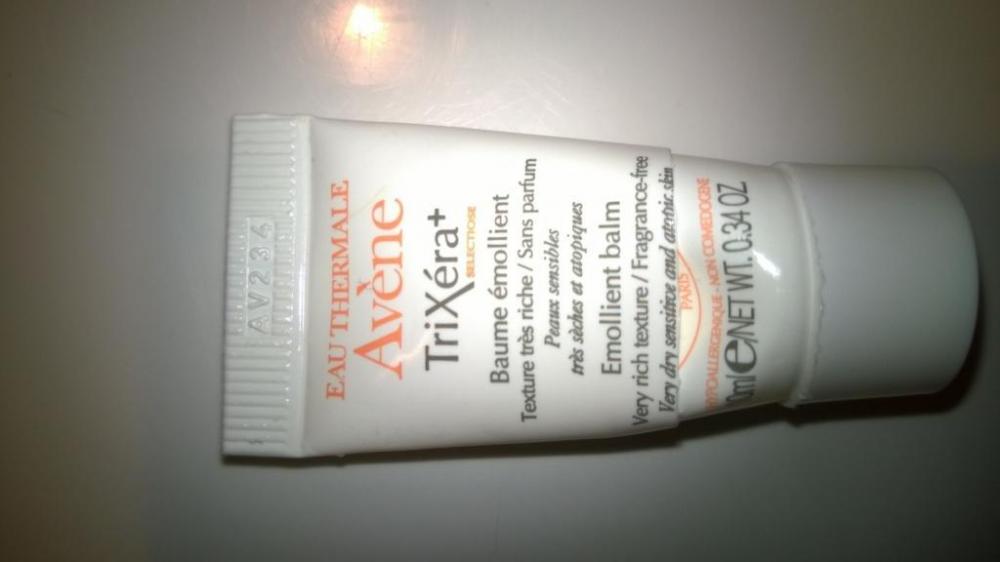 EAU THERMALE
Avène
TriXéra+
SELECTIOSE
Baume émollient
Texture très riche / Sans parfum
Peaux sensibles
très sèches et atopiques
Emollient balm
Very rich texture / Fragrance-free
Very dry sensitive and atopic skin
PARIS
HYPOALLERGENIQUE - NON COMEDOGENE
ml e/NET WT. 0.34 OZ
AV234